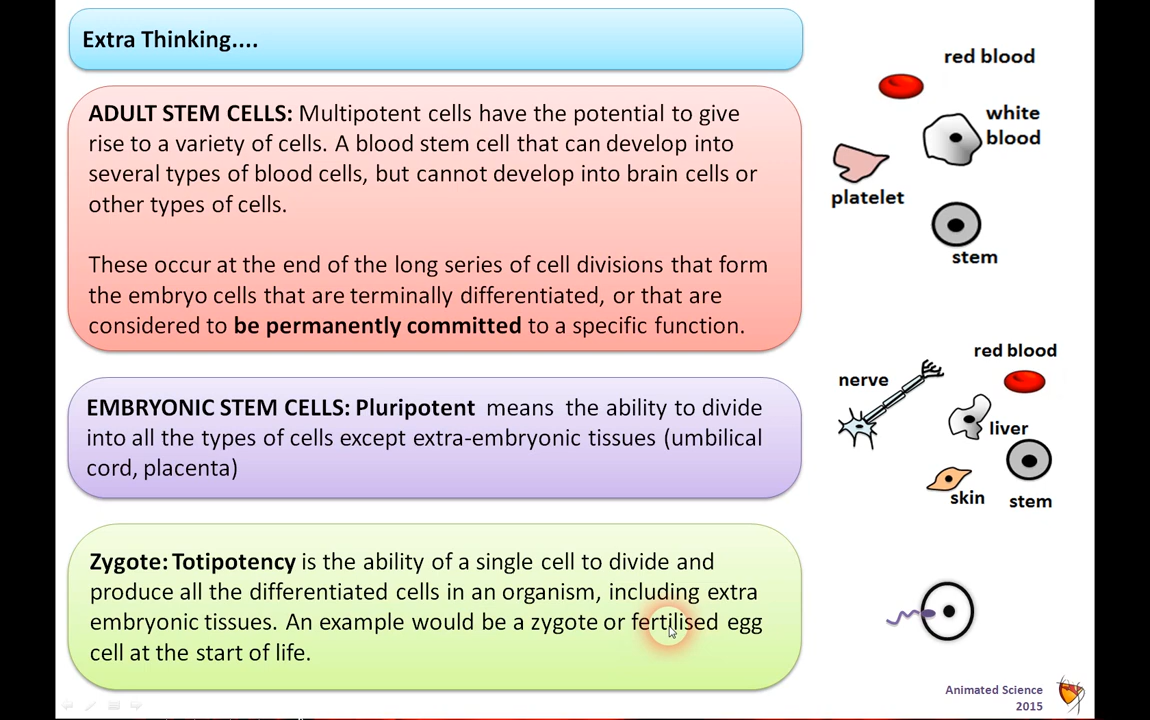 Extra Thinking....
ADULT STEM CELLS: Multipotent cells have the potential to give
rise to a variety of cells. A blood stem cell that can develop into
several types of blood cells, but cannot develop into brain cells or
other types of cells.
These occur at the end of the long series of cell divisions that form
the embryo cells that are terminally differentiated, or that are
considered to be permanently committed to a specific function.
red blood
white
blood
platelet
stem
EMBRYONIC STEM CELLS: Pluripotent means the ability to divide
into all the types of cells except extra-embryonic tissues (umbilical
cord, placenta)
red blood
nerve
liver
skin
stem
Zygote: Totipotency is the ability of a single cell to divide and
produce all the differentiated cells in an organism, including extra
embryonic tissues. An example would be a zygote or fertilised egg
cell at the start of life.
Animated Science
2015